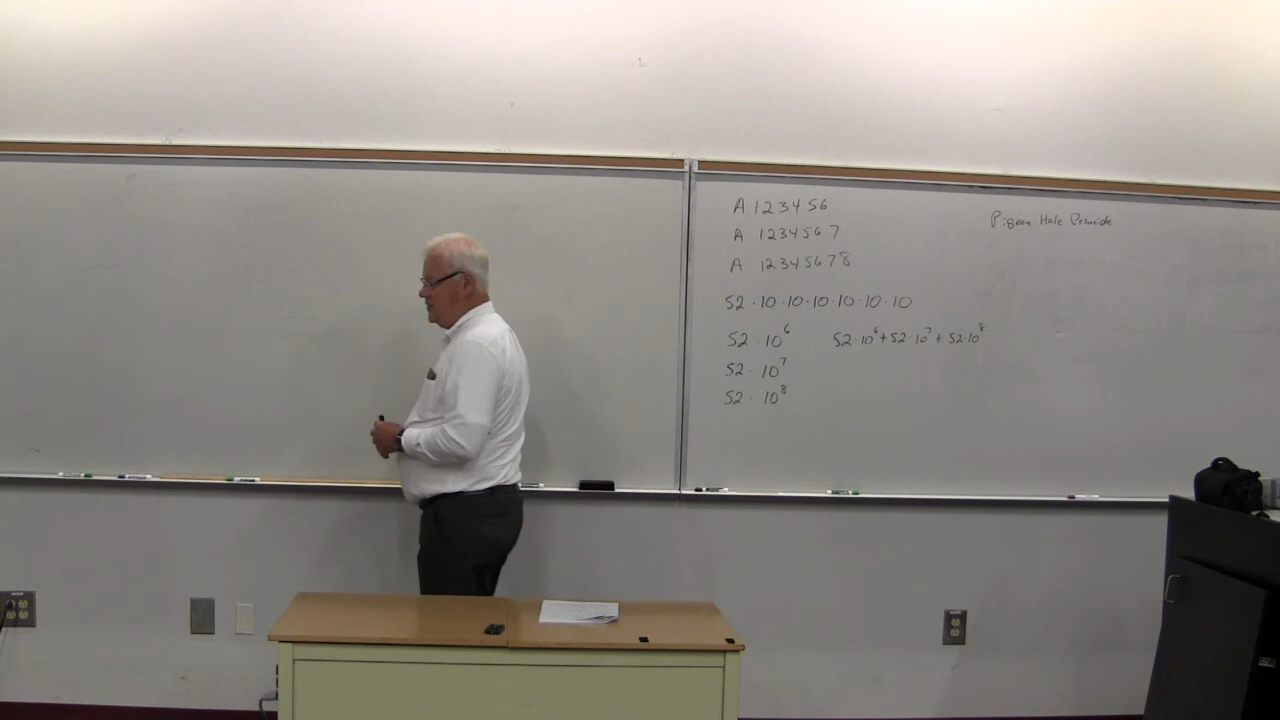 A 123456
A 1234567
A 12345678
52 · 10 · 10 · 10 · 10 · 10 · 10
52 · 10⁶
52 · 10⁷
52 · 10⁸
52 · 10⁶ + 52 · 10⁷ + 52 · 10⁸
Pigeon Hole